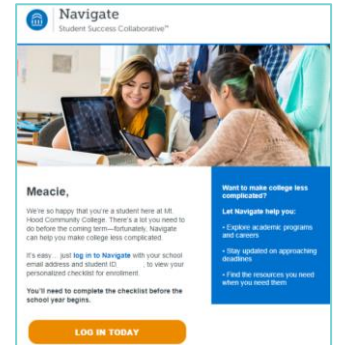 Navigate
Student Success Collaborative™
Meacie,
We're so happy that you're a student here at Mt.
Hood Community College. There's a lot you need to
do before the coming term—fortunately, Navigate
can help you make college less complicated.
It's easy... just log in to Navigate with your school
email address and student ID, , to view your
personalized checklist for enrollment.
You'll need to complete the checklist before the
school year begins.
LOG IN TODAY
Want to make college less
complicated?
Let Navigate help you:
• Explore academic programs
and careers
• Stay updated on approaching
deadlines
• Find the resources you need
when you need them